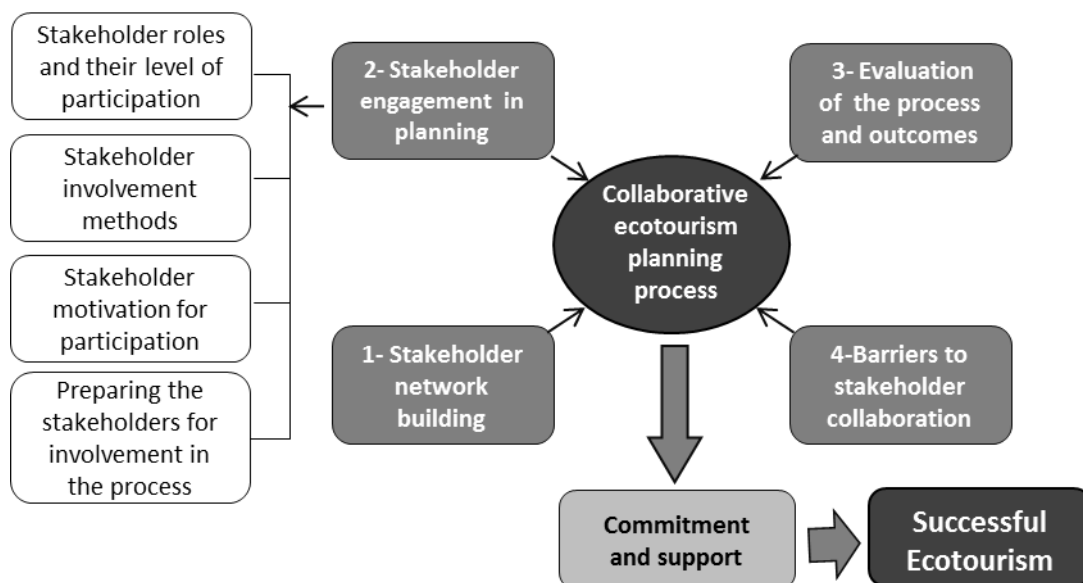 Stakeholder roles
and their level of
participation
Stakeholder
involvement
methods
Stakeholder
motivation for
participation
Preparing the
stakeholders for
involvement in
the process
2- Stakeholder
engagement in
planning
3- Evaluation
of the process
and outcomes
Collaborative
ecotourism
planning
process
1- Stakeholder
network
building
4-Barriers to
stakeholder
collaboration
Commitment
and support
Successful
Ecotourism